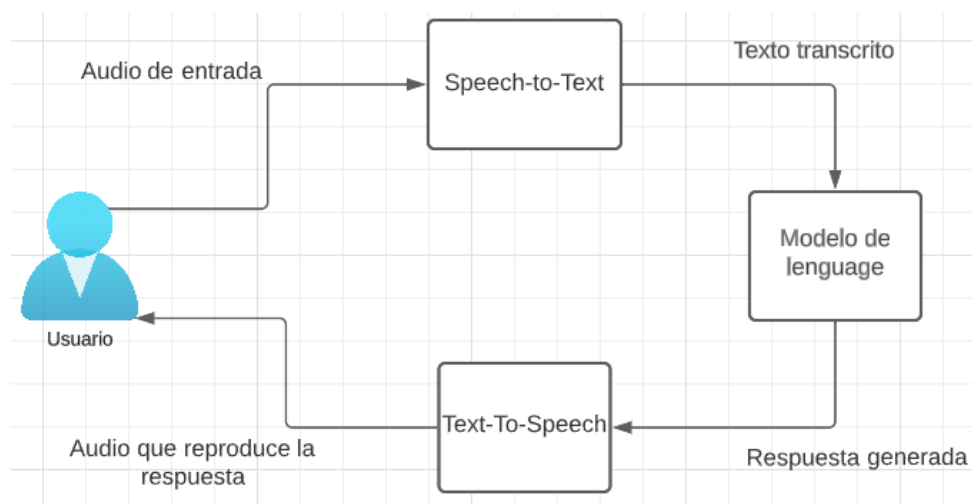 Audio de entrada
Speech-to-Text
Texto transcrito
Modelo de
lenguage
Usuario
Text-To-Speech
Audio que reproduce la
respuesta
Respuesta generada